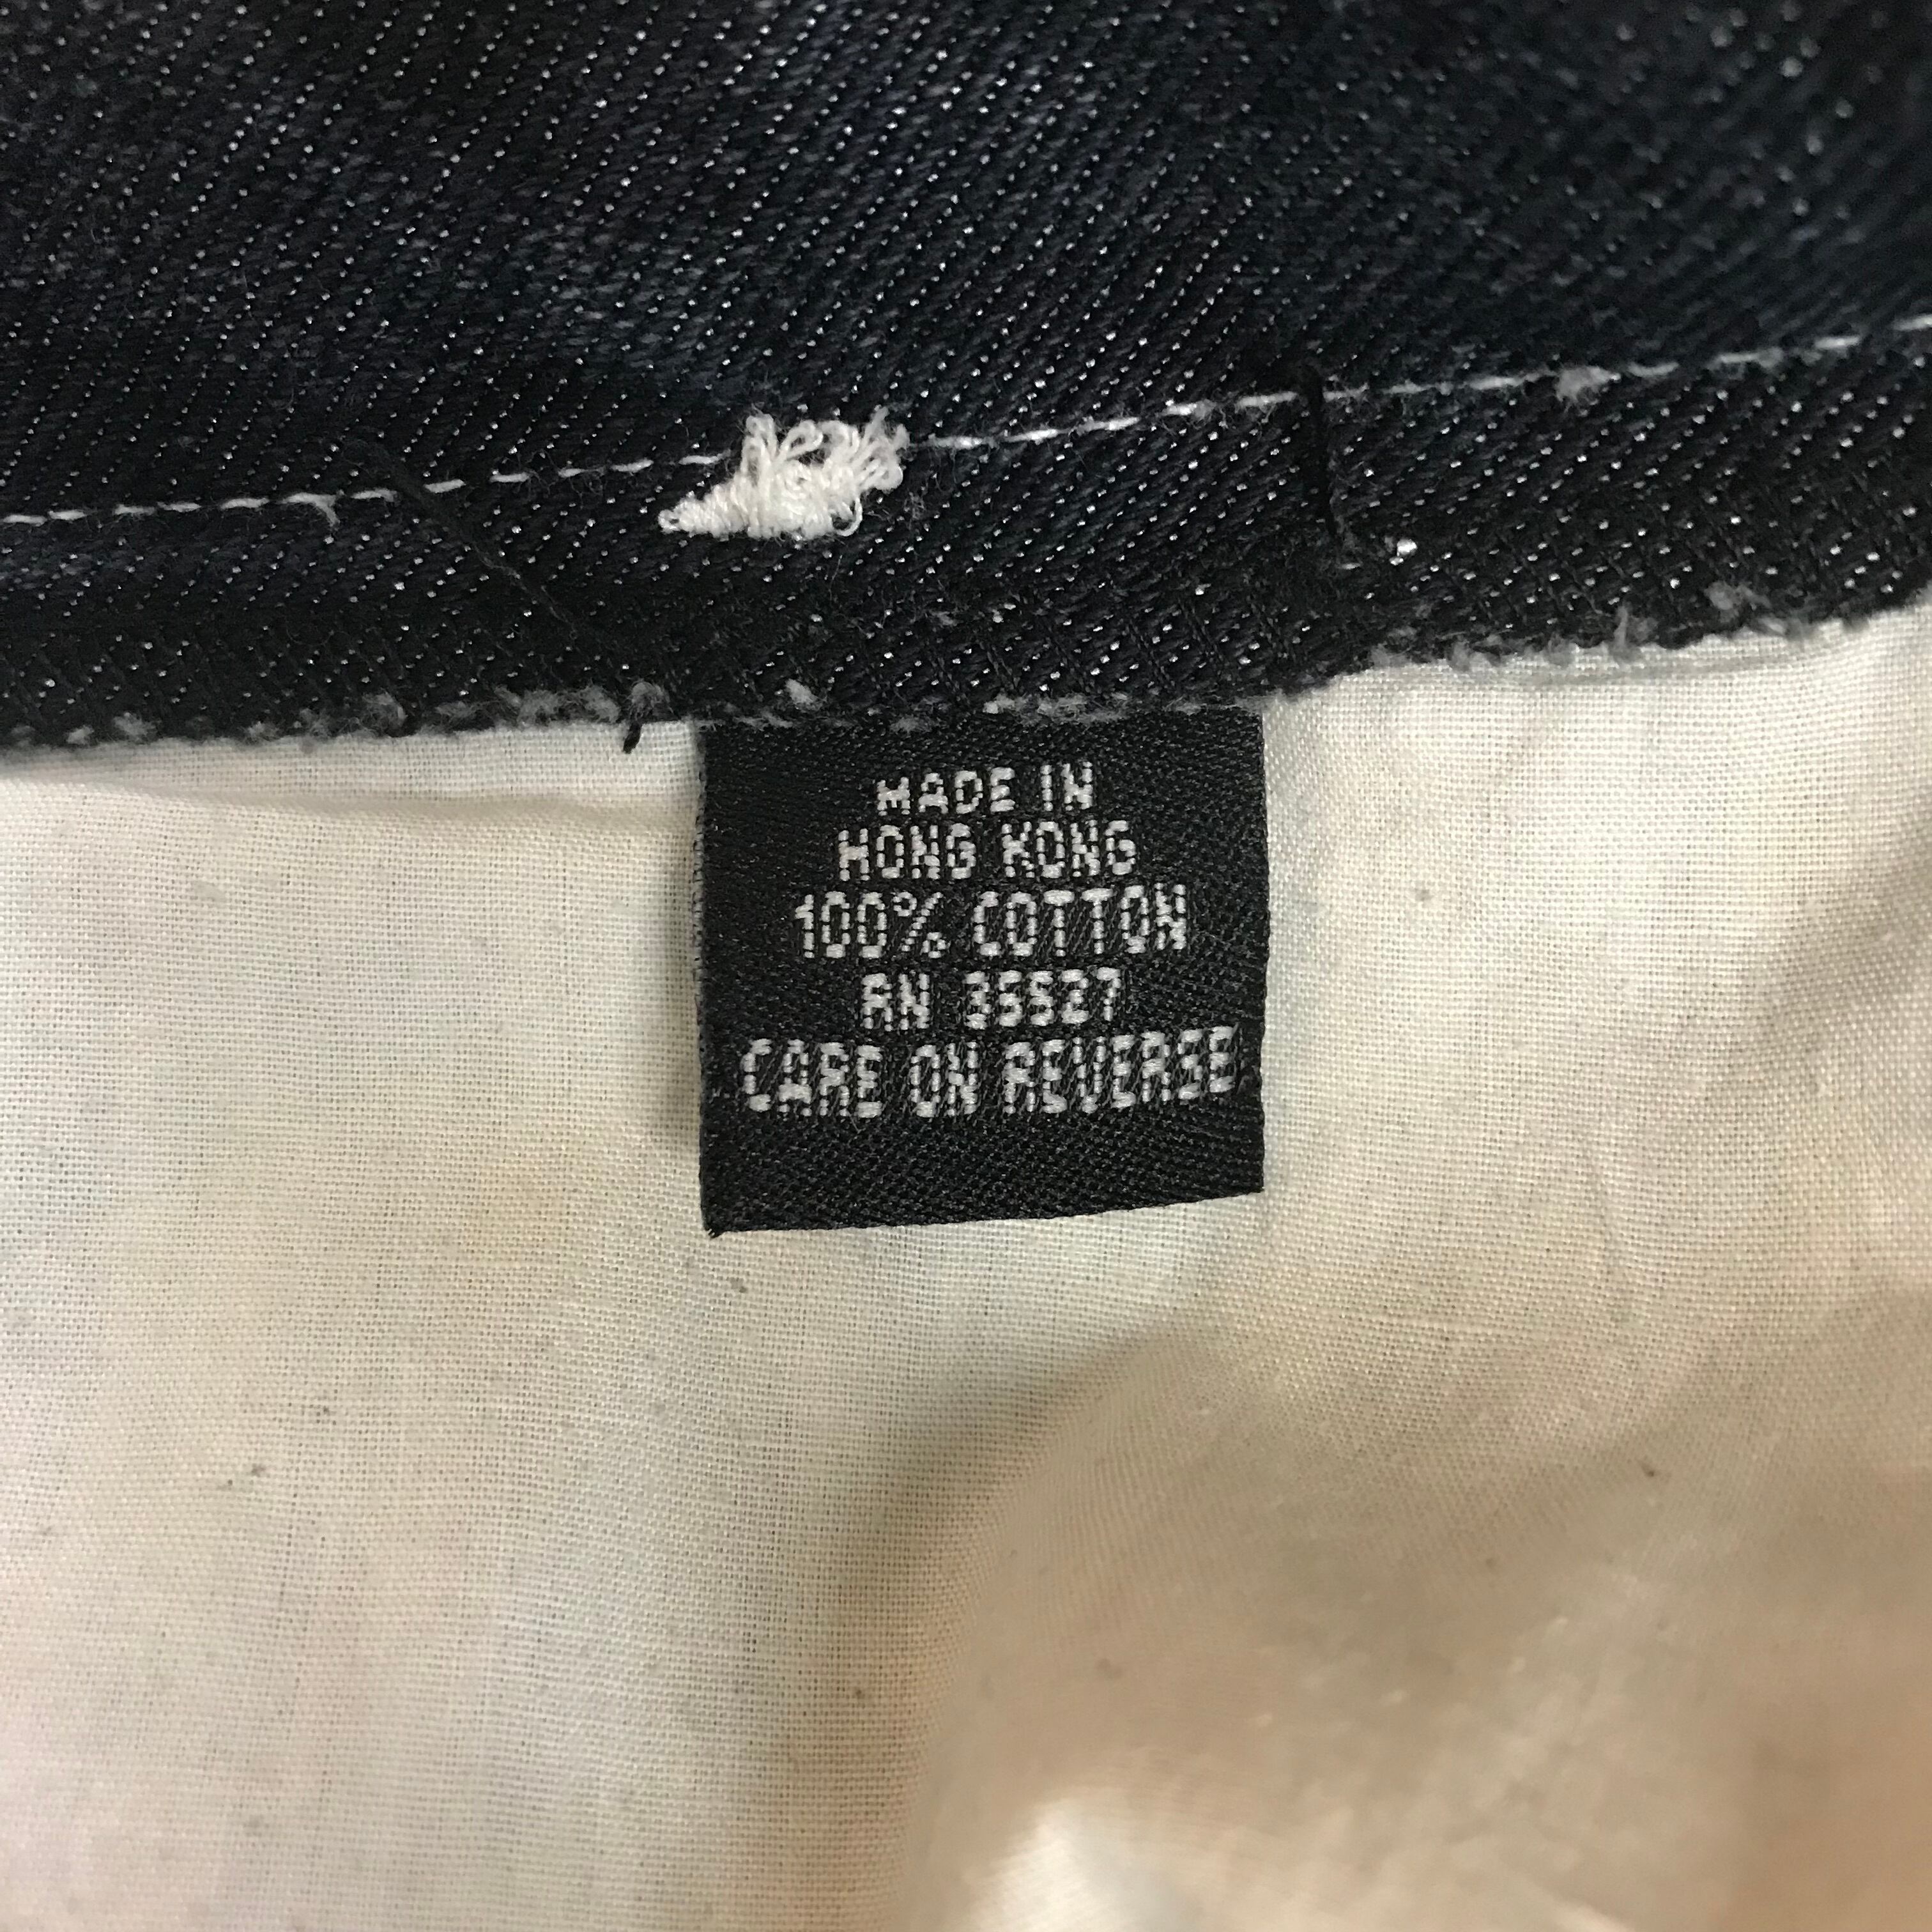 MADE IN
HONG KONG
100% COTTON
RN 35527
CARE ON REVERSE